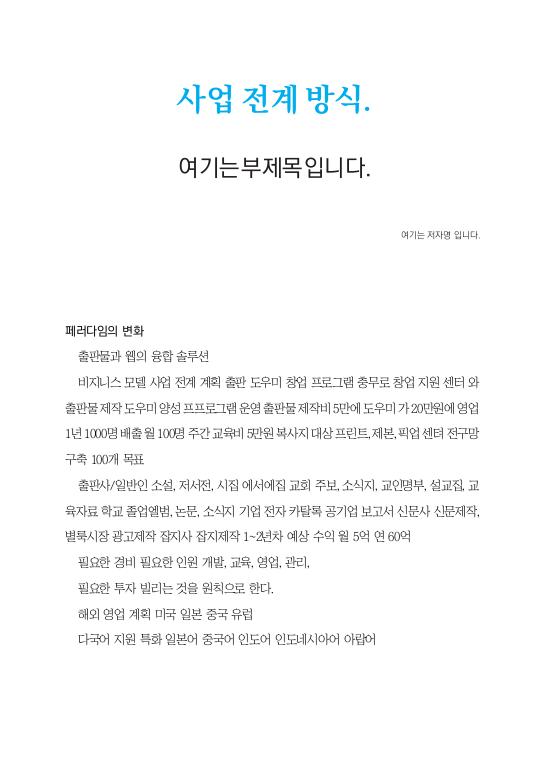 사업 전계 방식.
여기는부제목입니다.
여기는 저자명 입니다.
페러다임의 변화
출판물과 웹의 융합 솔루션
비지니스 모델 사업 전계 계획 출판 도우미 창업 프로그램 충무로 창업 지원 센터 와
출판물 제작 도우미 양성 프프로그램 운영 출판물 제작비 5만에 도우미 가 20만원에 영업
1년 1000명 배출 월 100명 주간 교육비 5만원 복사지 대상 프린트, 제본, 픽업 센터 전구망
구축 100개 목표
출판사/일반인 소설, 저서전, 시집 에서에집 교회 주보, 소식지, 교인명부, 설교집, 교
육자료 학교 졸업엘범, 논문, 소식지 기업 전자 카탈록 공기업 보고서 신문사 신문제작,
별룩시장 광고제작 잡지사 잡지제작 1~2년차 예상 수익 월 5억 연 60억
필요한 경비 필요한 인원 개발, 교육, 영업, 관리,
필요한 투자 빌리는 것을 원칙으로 한다.
해외 영업 계획 미국 일본 중국 유럽
다국어 지원 특화 일본어 중국어 인도어 인도네시아어 아랍어